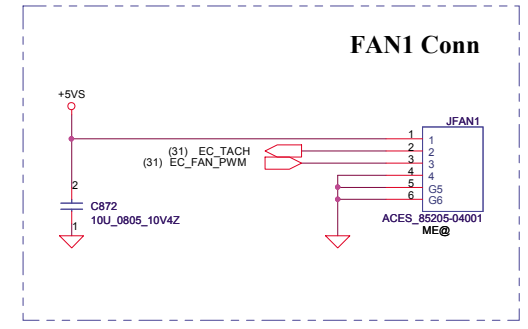 FAN1 Conn
+5VS
JFAN1
1 1
(31) EC_TACH 2 2
(31) EC_FAN_PWM 3 3
4 4
5 G5
6 G6
2
C872
10U_0805_10V4Z
1
ACES_85205-04001
ME@